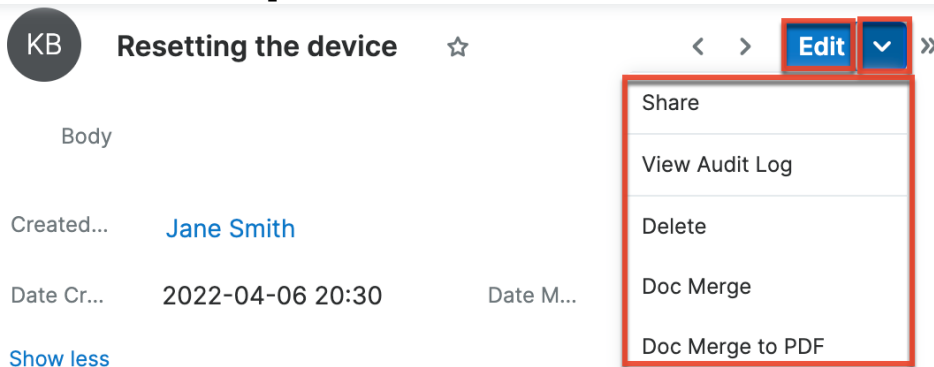 KB Resetting the device Edit
Share
Body
View Audit Log
Created... Jane Smith
Delete
Doc Merge
Date Cr... 2022-04-06 20:30 Date M...
Doc Merge to PDF
Show less